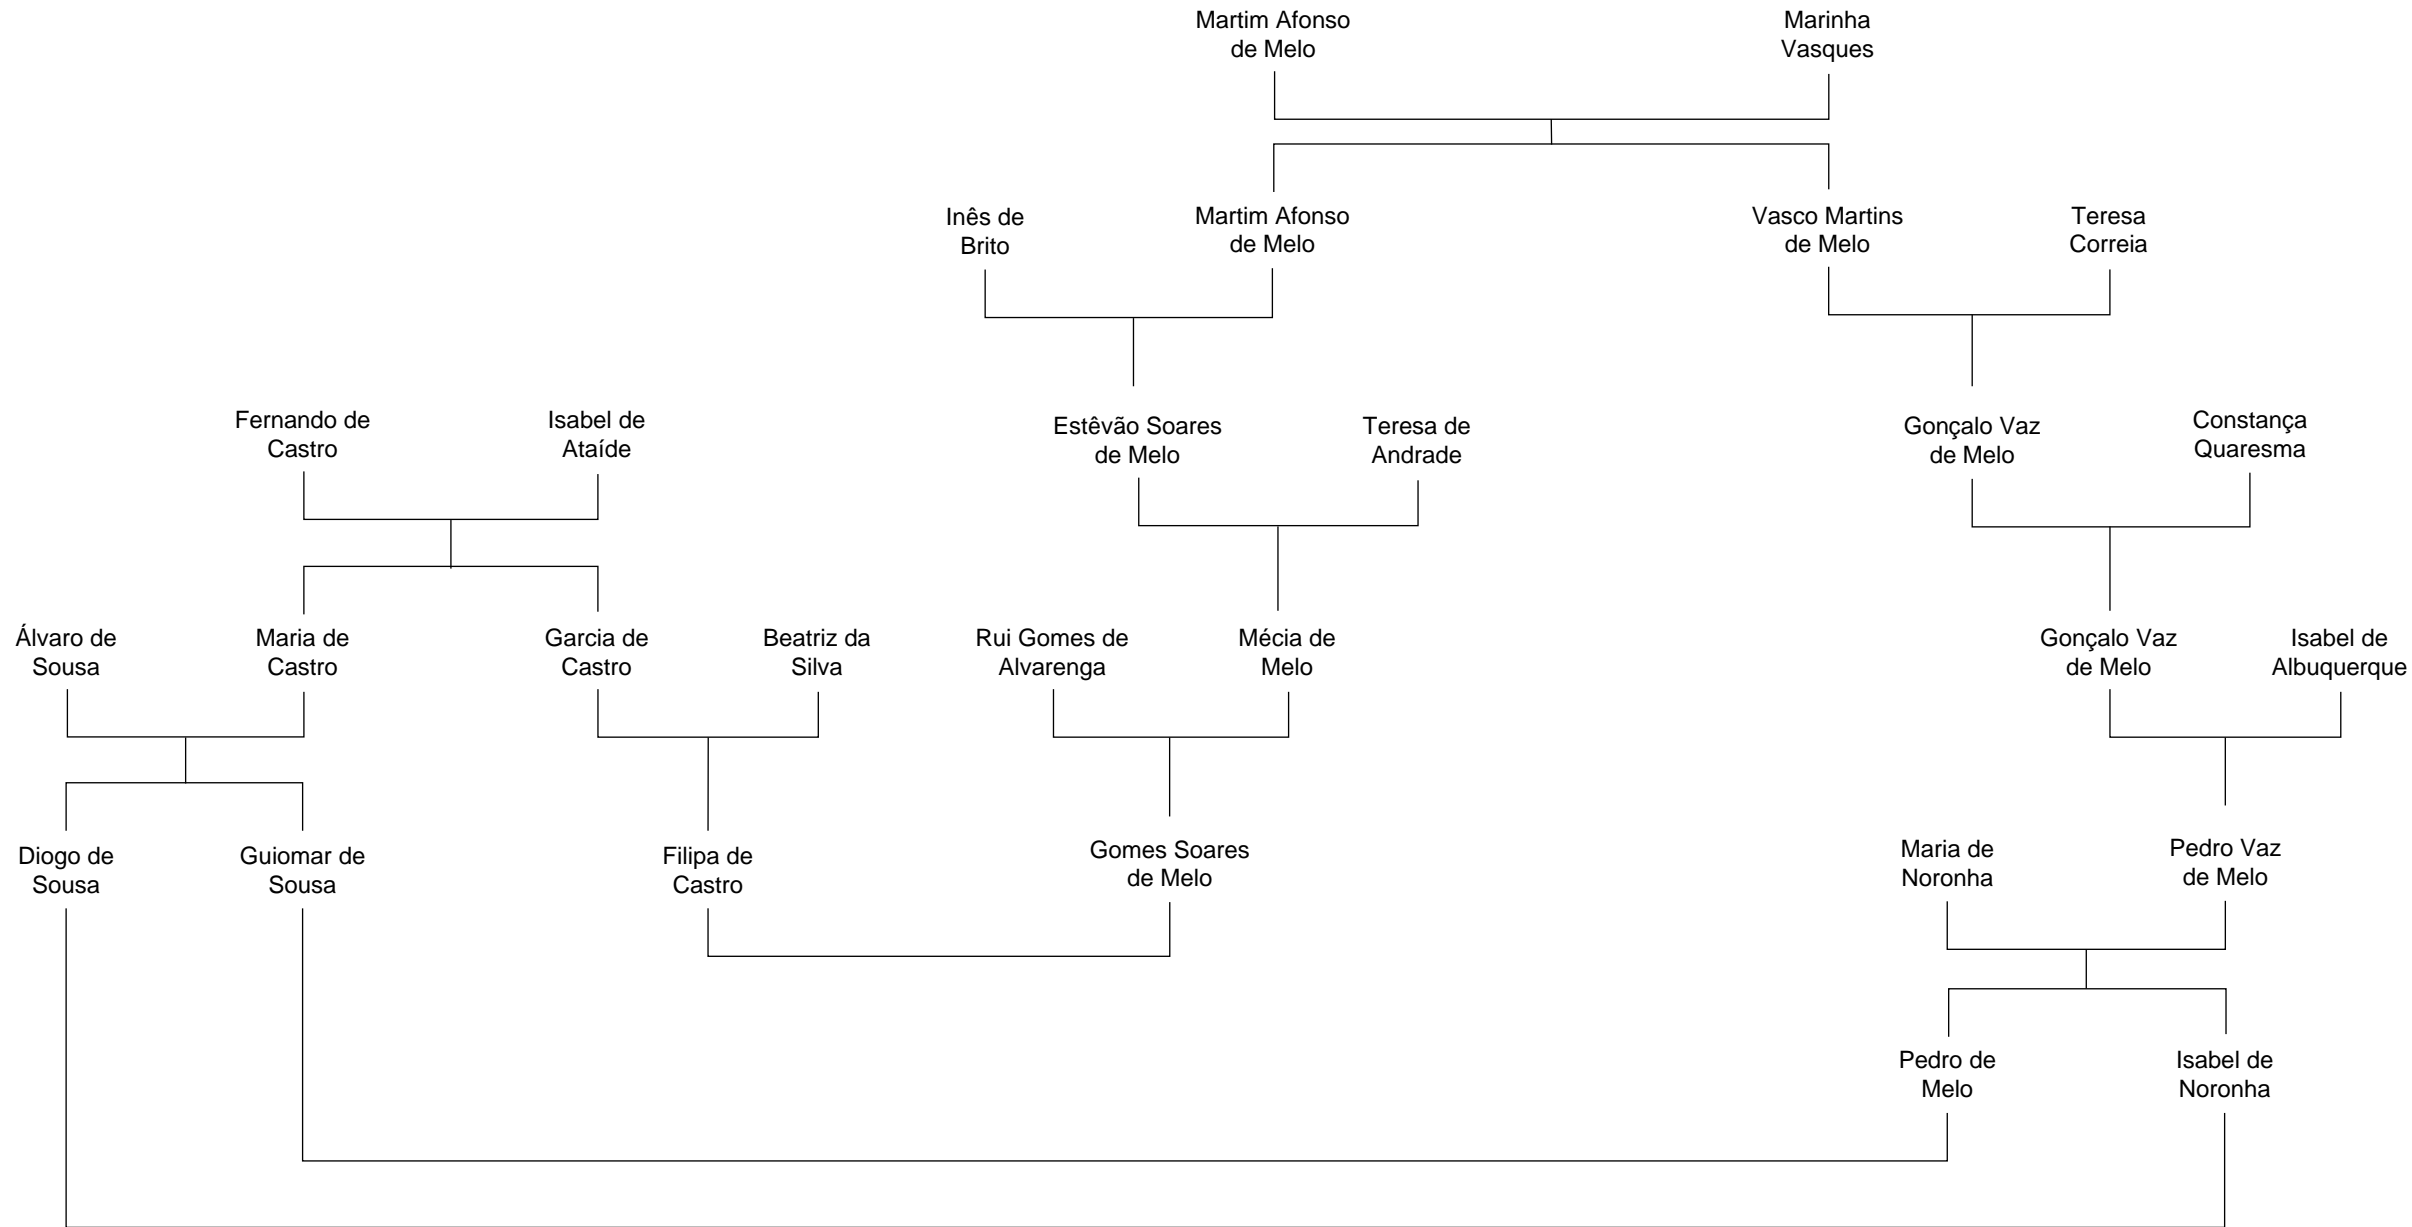 Martim Afonso
de Melo
Marinha
Vasques
Inês de
Brito
Martim Afonso
de Melo
Vasco Martins
de Melo
Teresa
Correia
Fernando de
Castro
Isabel de
Ataíde
Estêvão Soares
de Melo
Teresa de
Andrade
Gonçalo Vaz
de Melo
Constança
Quaresma
Álvaro de
Sousa
Maria de
Castro
Garcia de
Castro
Beatriz da
Silva
Rui Gomes de
Alvarenga
Mécia de
Melo
Gonçalo Vaz
de Melo
Isabel de
Albuquerque
Diogo de
Sousa
Guiomar de
Sousa
Filipa de
Castro
Gomes Soares
de Melo
Maria de
Noronha
Pedro Vaz
de Melo
Pedro de
Melo
Isabel de
Noronha